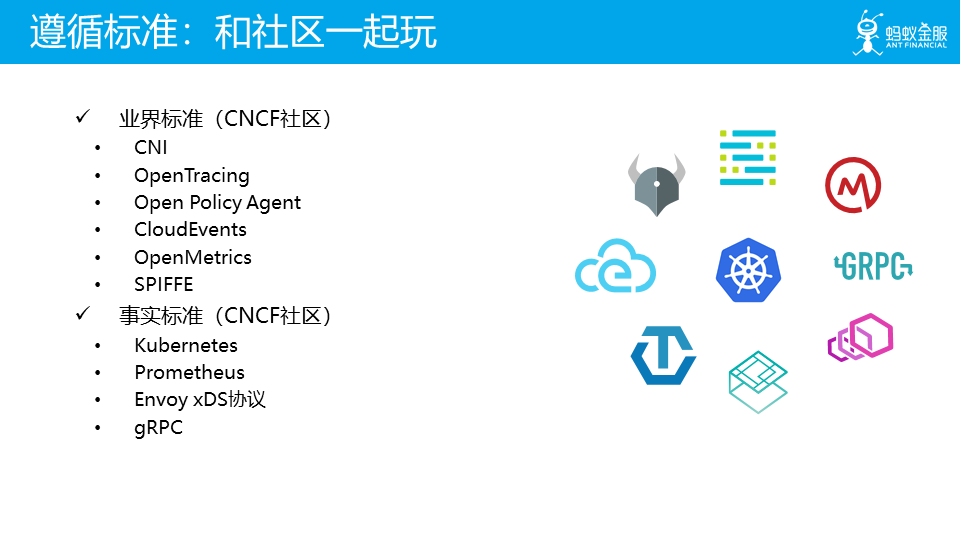 遵循标准：和社区一起玩
蚂蚁金服
ANT FINANCIAL
✓ 业界标准（CNCF社区）
• CNI
• OpenTracing
• Open Policy Agent
• CloudEvents
• OpenMetrics
• SPIFFE
✓ 事实标准（CNCF社区）
• Kubernetes
• Prometheus
• Envoy xDS协议
• gRPC
GRPC